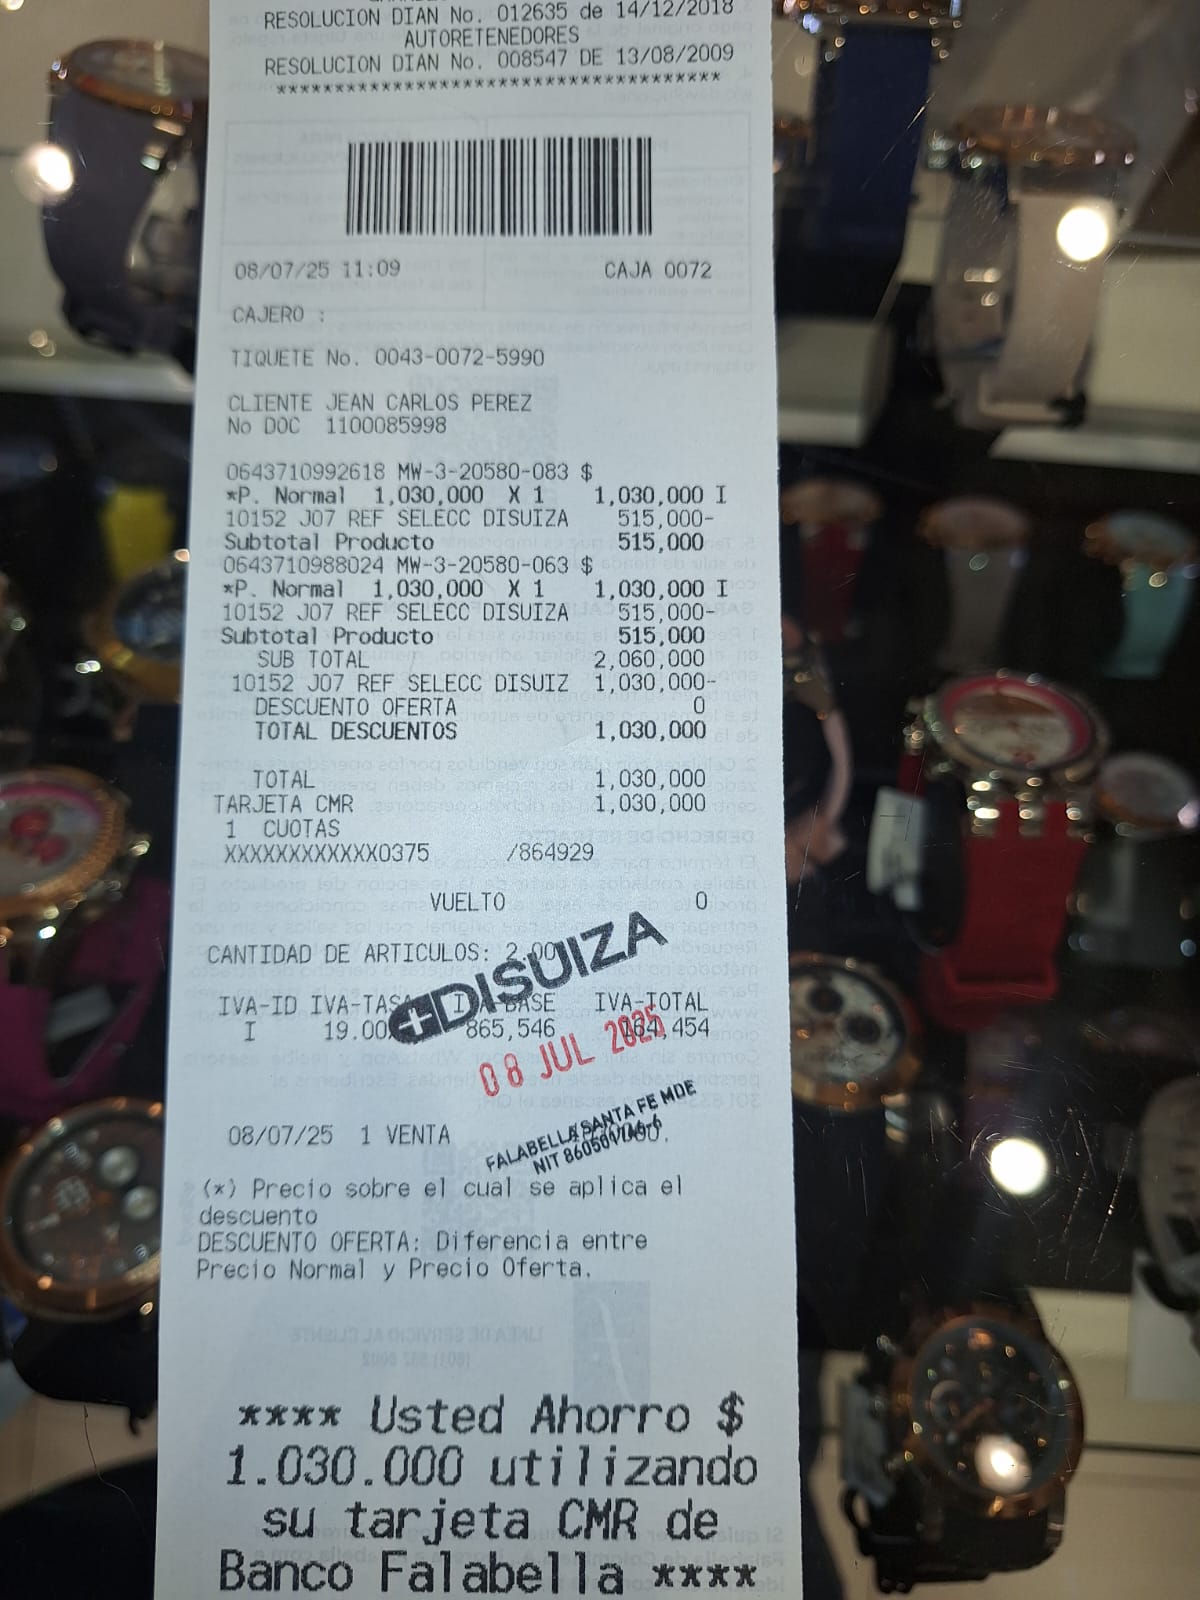 RESOLUCION DIAN No. 012635 de 14/12/2018
AUTORETENEDORES
RESOLUCION DIAN No. 008547 DE 13/08/2009
****************************************
08/07/25 11:09 CAJA 0072
CAJERO :
TIQUETE No. 0043-0072-5990
CLIENTE JEAN CARLOS PEREZ
No DOC 1100085998
0643710992618 MW-3-20580-083 $
*P. Normal 1,030,000 X 1 1,030,000 I
10152 J07 REF SELECC DISUIZA 515,000-
Subtotal Producto 515,000
0643710988024 MW-3-20580-063 $
*P. Normal 1,030,000 X 1 1,030,000 I
10152 J07 REF SELECC DISUIZA 515,000-
Subtotal Producto 515,000
SUB TOTAL 2,060,000
10152 J07 REF SELECC DISUIZ 1,030,000-
DESCUENTO OFERTA 0
TOTAL DESCUENTOS 1,030,000
TOTAL 1,030,000
TARJETA CMR 1,030,000
1 CUOTAS
XXXXXXXXXXXX0375 /864929
VUELTO 0
CANTIDAD DE ARTICULOS: 2.00
DISUIZA
IVA-ID IVA-TASA BASE IVA-TOTAL
I 19.00 865,546 164,454
08 JUL 2025
FALABELLA SANTA FE MDE
NIT
08/07/25 1 VENTA
(*) Precio sobre el cual se aplica el
descuento
DESCUENTO OFERTA: Diferencia entre
Precio Normal y Precio Oferta.
**** Usted Ahorro $
1.030.000 utilizando
su tarjeta CMR de
Banco Falabella ****